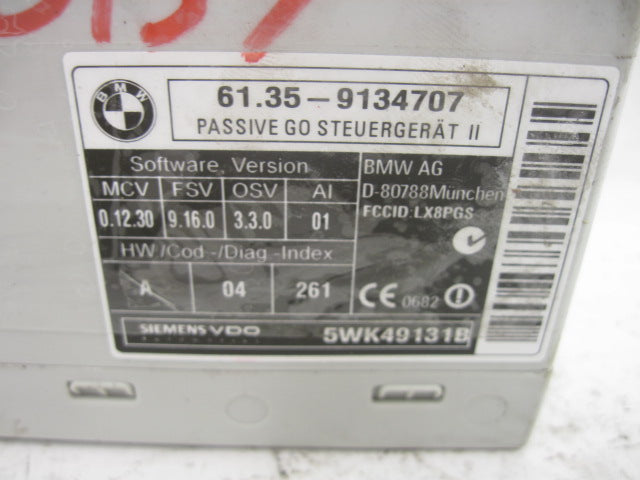 BMW
61.35-9134707
PASSIVE GO STEUERGERÄT II
Software Version
MCV FSV OSV AI
0.12.30 9.16.0 3.3.0 01
HW/Cod-/Diag-Index
A 04 261
BMW AG
D-80788München
FCCID:LX8PGS
CE 0682
SIEMENS VDO
Automotive
5WK49131B